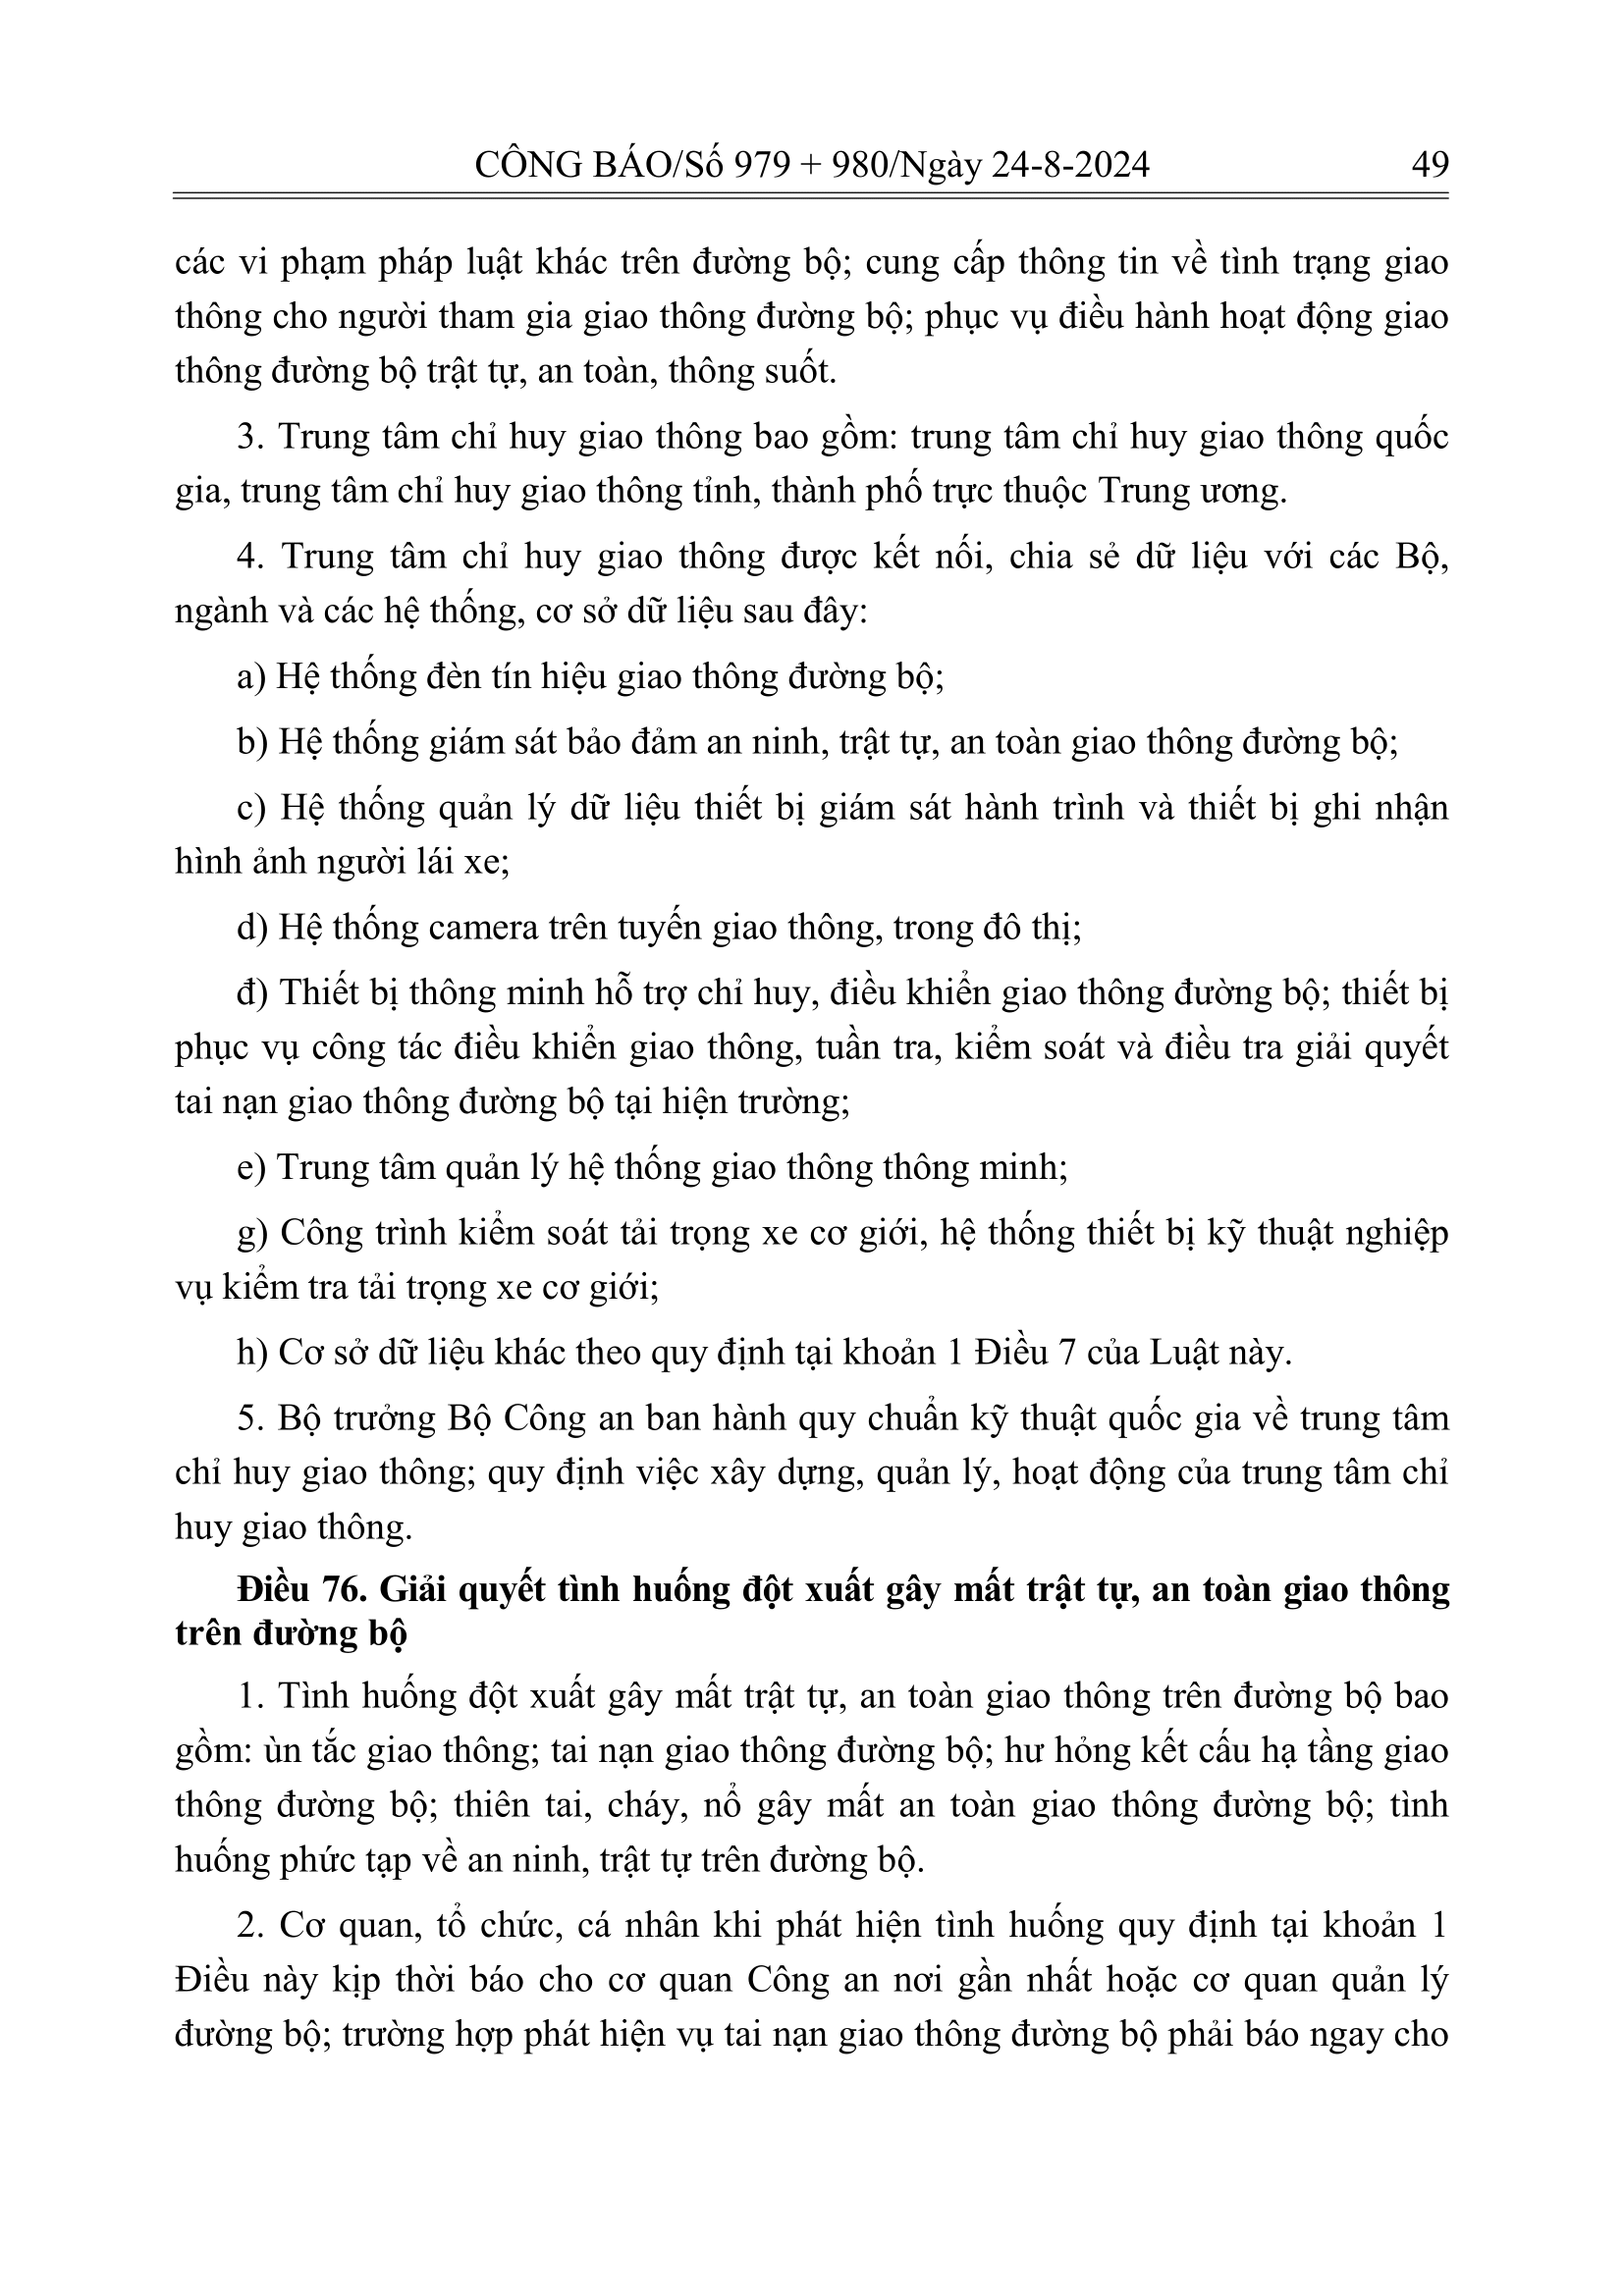 CÔNG BÁO/Số 979 + 980/Ngày 24-8-2024 49
các vi phạm pháp luật khác trên đường bộ; cung cấp thông tin về tình trạng giao
thông cho người tham gia giao thông đường bộ; phục vụ điều hành hoạt động giao
thông đường bộ trật tự, an toàn, thông suốt.
3. Trung tâm chỉ huy giao thông bao gồm: trung tâm chỉ huy giao thông quốc
gia, trung tâm chỉ huy giao thông tỉnh, thành phố trực thuộc Trung ương.
4. Trung tâm chỉ huy giao thông được kết nối, chia sẻ dữ liệu với các Bộ,
ngành và các hệ thống, cơ sở dữ liệu sau đây:
a) Hệ thống đèn tín hiệu giao thông đường bộ;
b) Hệ thống giám sát bảo đảm an ninh, trật tự, an toàn giao thông đường bộ;
c) Hệ thống quản lý dữ liệu thiết bị giám sát hành trình và thiết bị ghi nhận
hình ảnh người lái xe;
d) Hệ thống camera trên tuyến giao thông, trong đô thị;
đ) Thiết bị thông minh hỗ trợ chỉ huy, điều khiển giao thông đường bộ; thiết bị
phục vụ công tác điều khiển giao thông, tuần tra, kiểm soát và điều tra giải quyết
tai nạn giao thông đường bộ tại hiện trường;
e) Trung tâm quản lý hệ thống giao thông thông minh;
g) Công trình kiểm soát tải trọng xe cơ giới, hệ thống thiết bị kỹ thuật nghiệp
vụ kiểm tra tải trọng xe cơ giới;
h) Cơ sở dữ liệu khác theo quy định tại khoản 1 Điều 7 của Luật này.
5. Bộ trưởng Bộ Công an ban hành quy chuẩn kỹ thuật quốc gia về trung tâm
chỉ huy giao thông; quy định việc xây dựng, quản lý, hoạt động của trung tâm chỉ
huy giao thông.
Điều 76. Giải quyết tình huống đột xuất gây mất trật tự, an toàn giao thông
trên đường bộ
1. Tình huống đột xuất gây mất trật tự, an toàn giao thông trên đường bộ bao
gồm: ùn tắc giao thông; tai nạn giao thông đường bộ; hư hỏng kết cấu hạ tầng giao
thông đường bộ; thiên tai, cháy, nổ gây mất an toàn giao thông đường bộ; tình
huống phức tạp về an ninh, trật tự trên đường bộ.
2. Cơ quan, tổ chức, cá nhân khi phát hiện tình huống quy định tại khoản 1
Điều này kịp thời báo cho cơ quan Công an nơi gần nhất hoặc cơ quan quản lý
đường bộ; trường hợp phát hiện vụ tai nạn giao thông đường bộ phải báo ngay cho